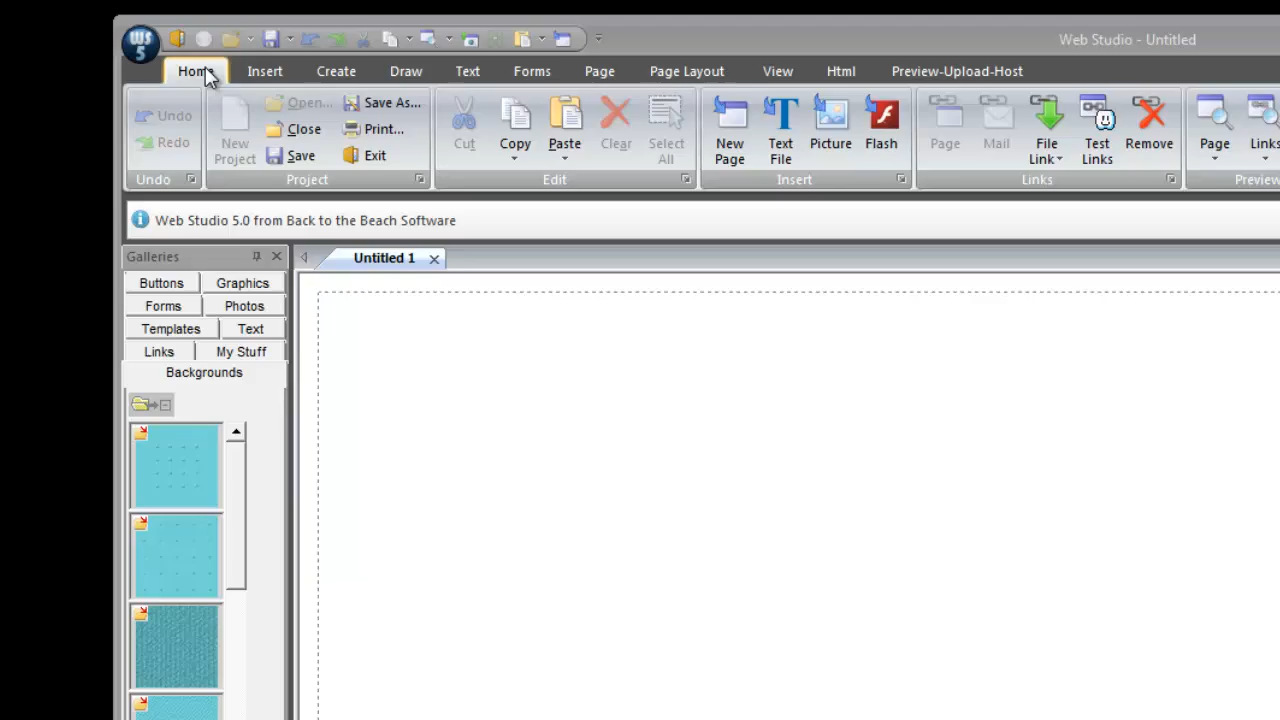 WS
5
Web Studio - Untitled
Home Insert Create Draw Text Forms Page Page Layout View Html Preview-Upload-Host
Undo
Redo
Undo
New
Project
Open...
Close
Save
Save As...
Print...
Exit
Project
Cut
Copy
Paste
Clear
Select
All
Edit
New
Page
Text
File
Picture
Flash
Insert
Page
Mail
File
Link
Test
Links
Remove
Links
Page
Links
Preview
Web Studio 5.0 from Back to the Beach Software
Galleries
Untitled 1
Buttons Graphics
Forms Photos
Templates Text
Links My Stuff
Backgrounds